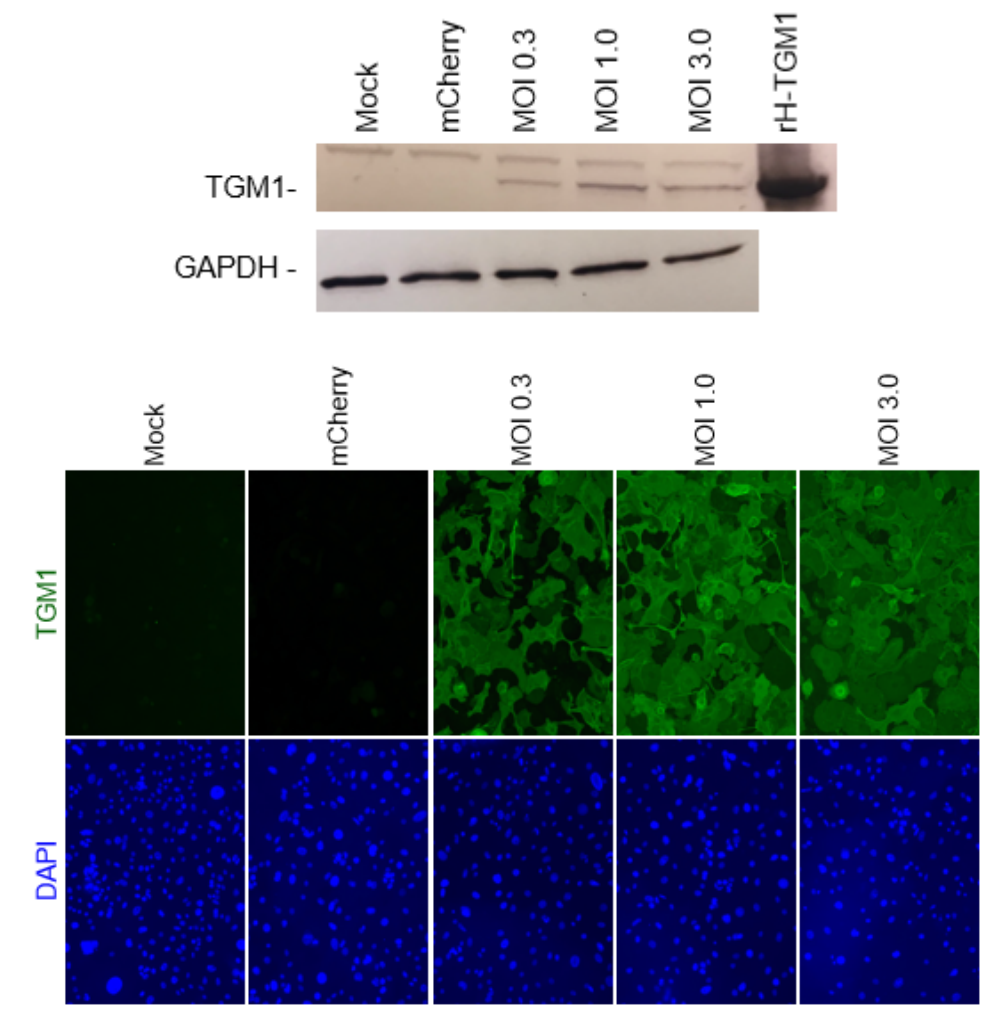 Mock
mCherry
MOI 0.3
MOI 1.0
MOI 3.0
rH-TGM1
TGM1-
GAPDH -
Mock
mCherry
MOI 0.3
MOI 1.0
MOI 3.0
TGM1
DAPI